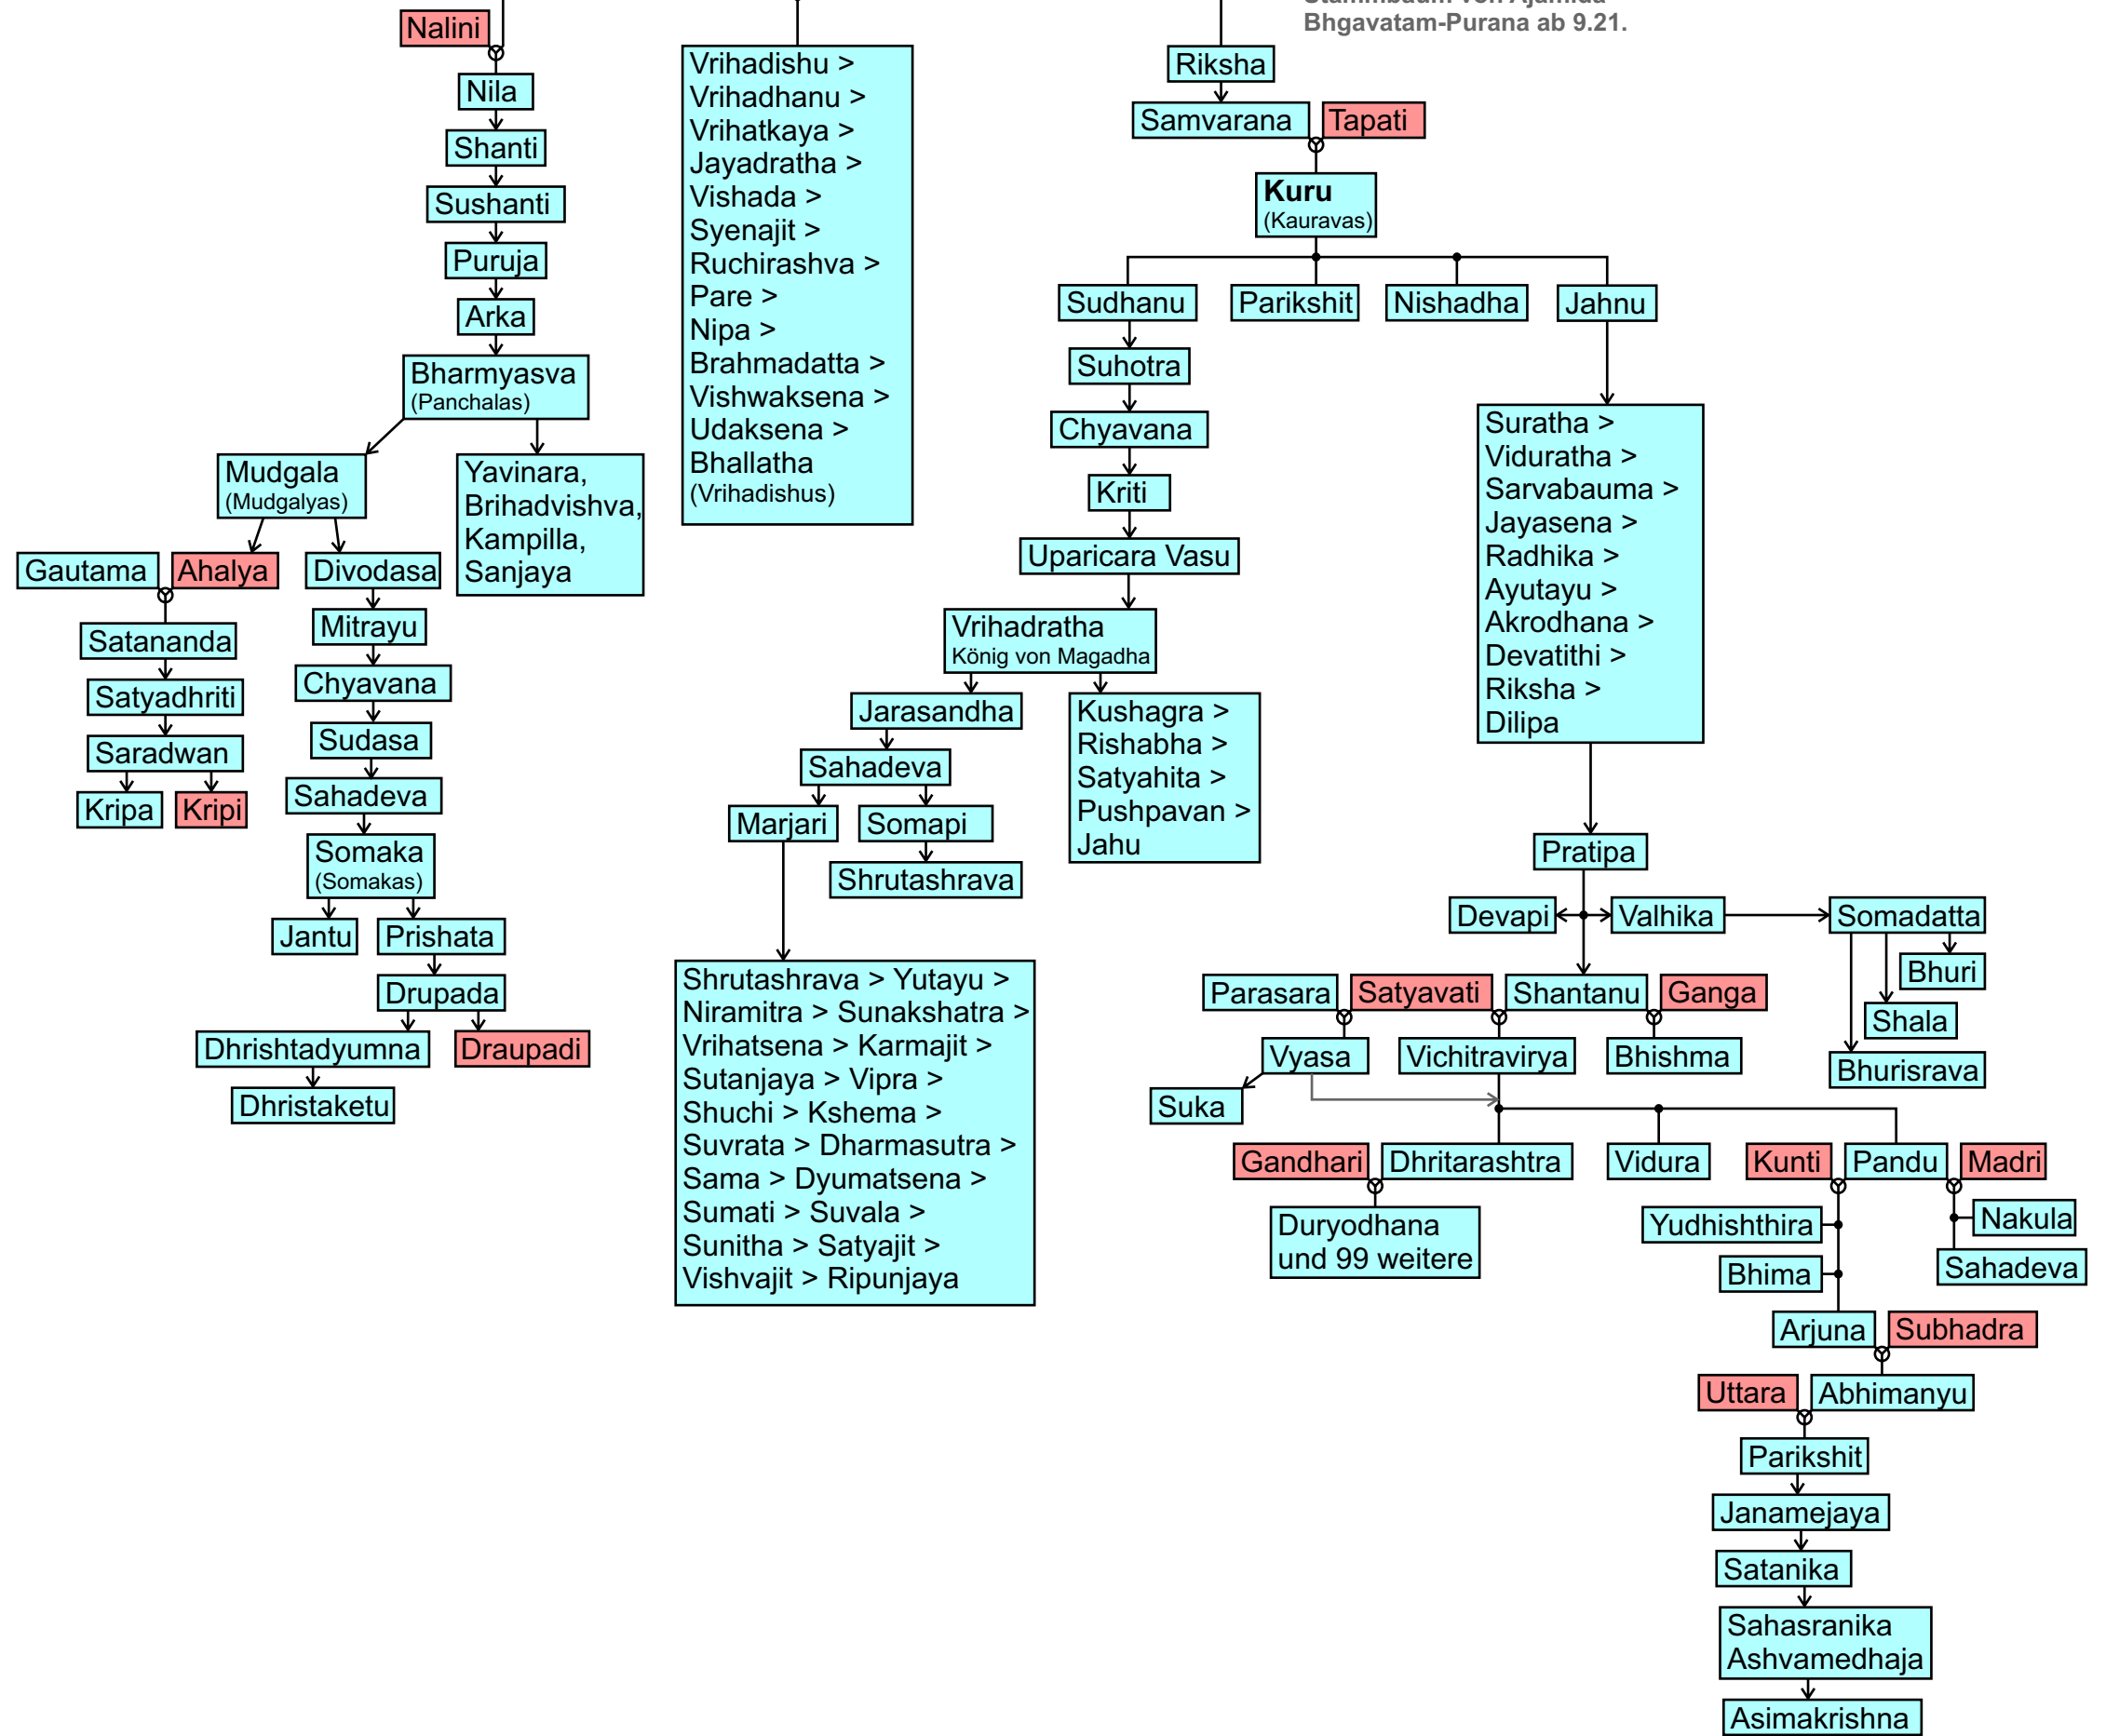 Stammbaum von Ajamida
Bhgavatam-Purana ab 9.21.
Nalini
Nila
Shanti
Sushanti
Puruja
Arka
Bharmyasva
(Panchalas)
Mudgala
(Mudgalyas)
Yavinara,
Brihadvishva,
Kampilla,
Sanjaya
Gautama
Ahalya
Divodasa
Satananda
Satyadhriti
Saradwan
Kripa
Kripi
Mitrayu
Chyavana
Sudasa
Sahadeva
Somaka
(Somakas)
Jantu
Prishata
Drupada
Dhrishtadyumna
Draupadi
Dhristaketu
Vrihadishu >
Vrihadhanu >
Vrihatkaya >
Jayadratha >
Vishada >
Syenajit >
Ruchirashva >
Pare >
Nipa >
Brahmadatta >
Vishwaksena >
Udaksena >
Bhallatha
(Vrihadishus)
Riksha
Samvarana
Tapati
Kuru
(Kauravas)
Sudhanu
Parikshit
Nishadha
Jahnu
Suhotra
Chyavana
Kriti
Uparicara Vasu
Vrihadratha
König von Magadha
Jarasandha
Sahadeva
Marjari
Somapi
Shrutashrava
Kushagra >
Rishabha >
Satyahita >
Pushpavan >
Jahu
Shrutashrava > Yutayu >
Niramitra > Sunakshatra >
Vrihatsena > Karmajit >
Sutanjaya > Vipra >
Shuchi > Kshema >
Suvrata > Dharmasutra >
Sama > Dyumatsena >
Sumati > Suvala >
Sunitha > Satyajit >
Vishvajit > Ripunjaya
Suratha >
Viduratha >
Sarvabauma >
Jayasena >
Radhika >
Ayutayu >
Akrodhana >
Devatithi >
Riksha >
Dilipa
Pratipa
Devapi
Valhika
Somadatta
Bhuri
Shala
Bhurisrava
Parasara
Satyavati
Shantanu
Ganga
Vyasa
Vichitravirya
Bhishma
Suka
Gandhari
Dhritarashtra
Vidura
Kunti
Pandu
Madri
Duryodhana
und 99 weitere
Yudhishthira
Nakula
Bhima
Sahadeva
Arjuna
Subhadra
Uttara
Abhimanyu
Parikshit
Janamejaya
Satanika
Sahasranika
Ashvamedhaja
Asimakrishna